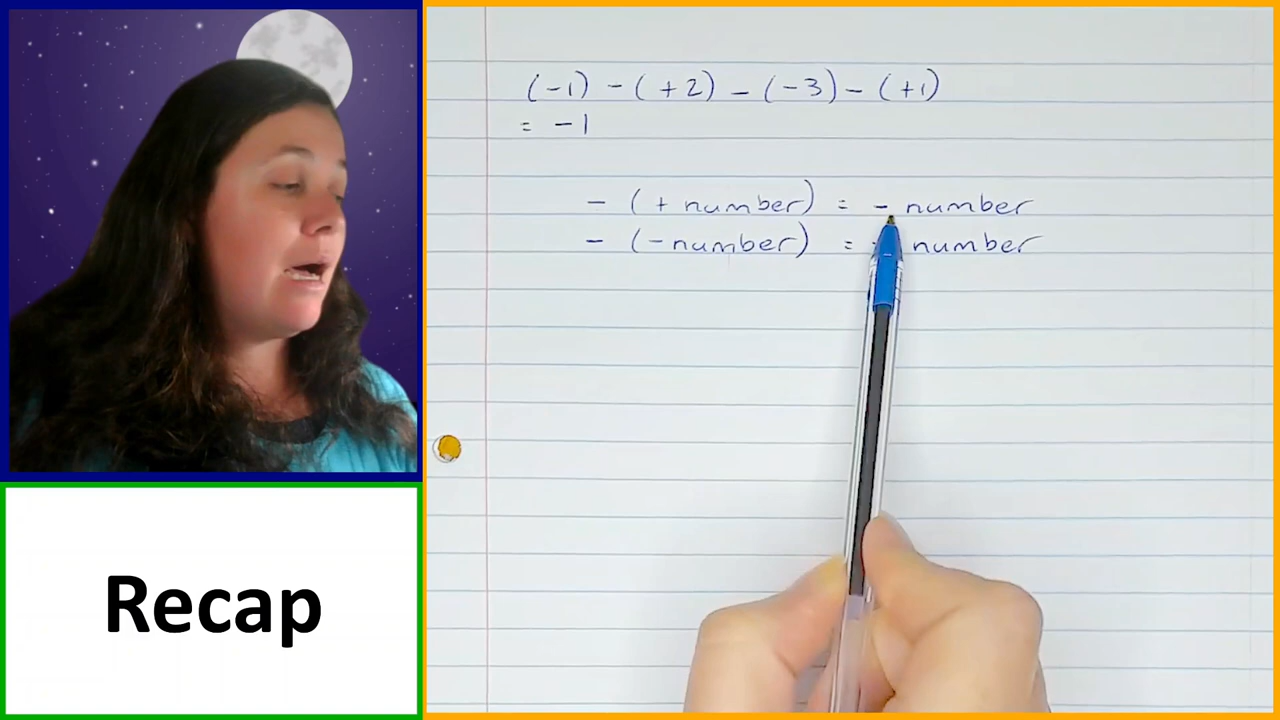 (-1) - (+2) - (-3) - (+1)
= -1
- (+ number) = - number
- (- number) = number
Recap